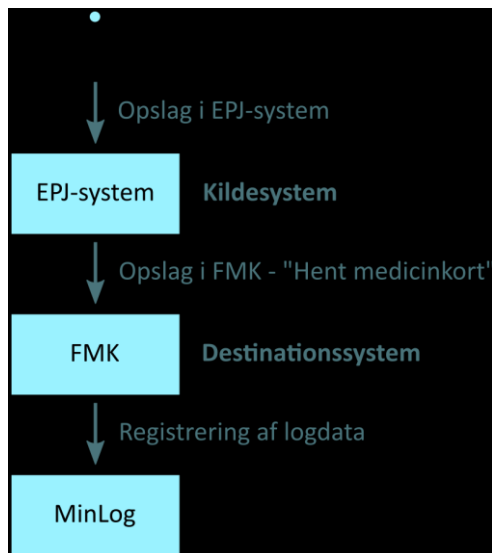 Opslag i EPJ-system
EPJ-system
Kildesystem
Opslag i FMK - "Hent medicinkort"
FMK
Destinationssystem
Registrering af logdata
MinLog